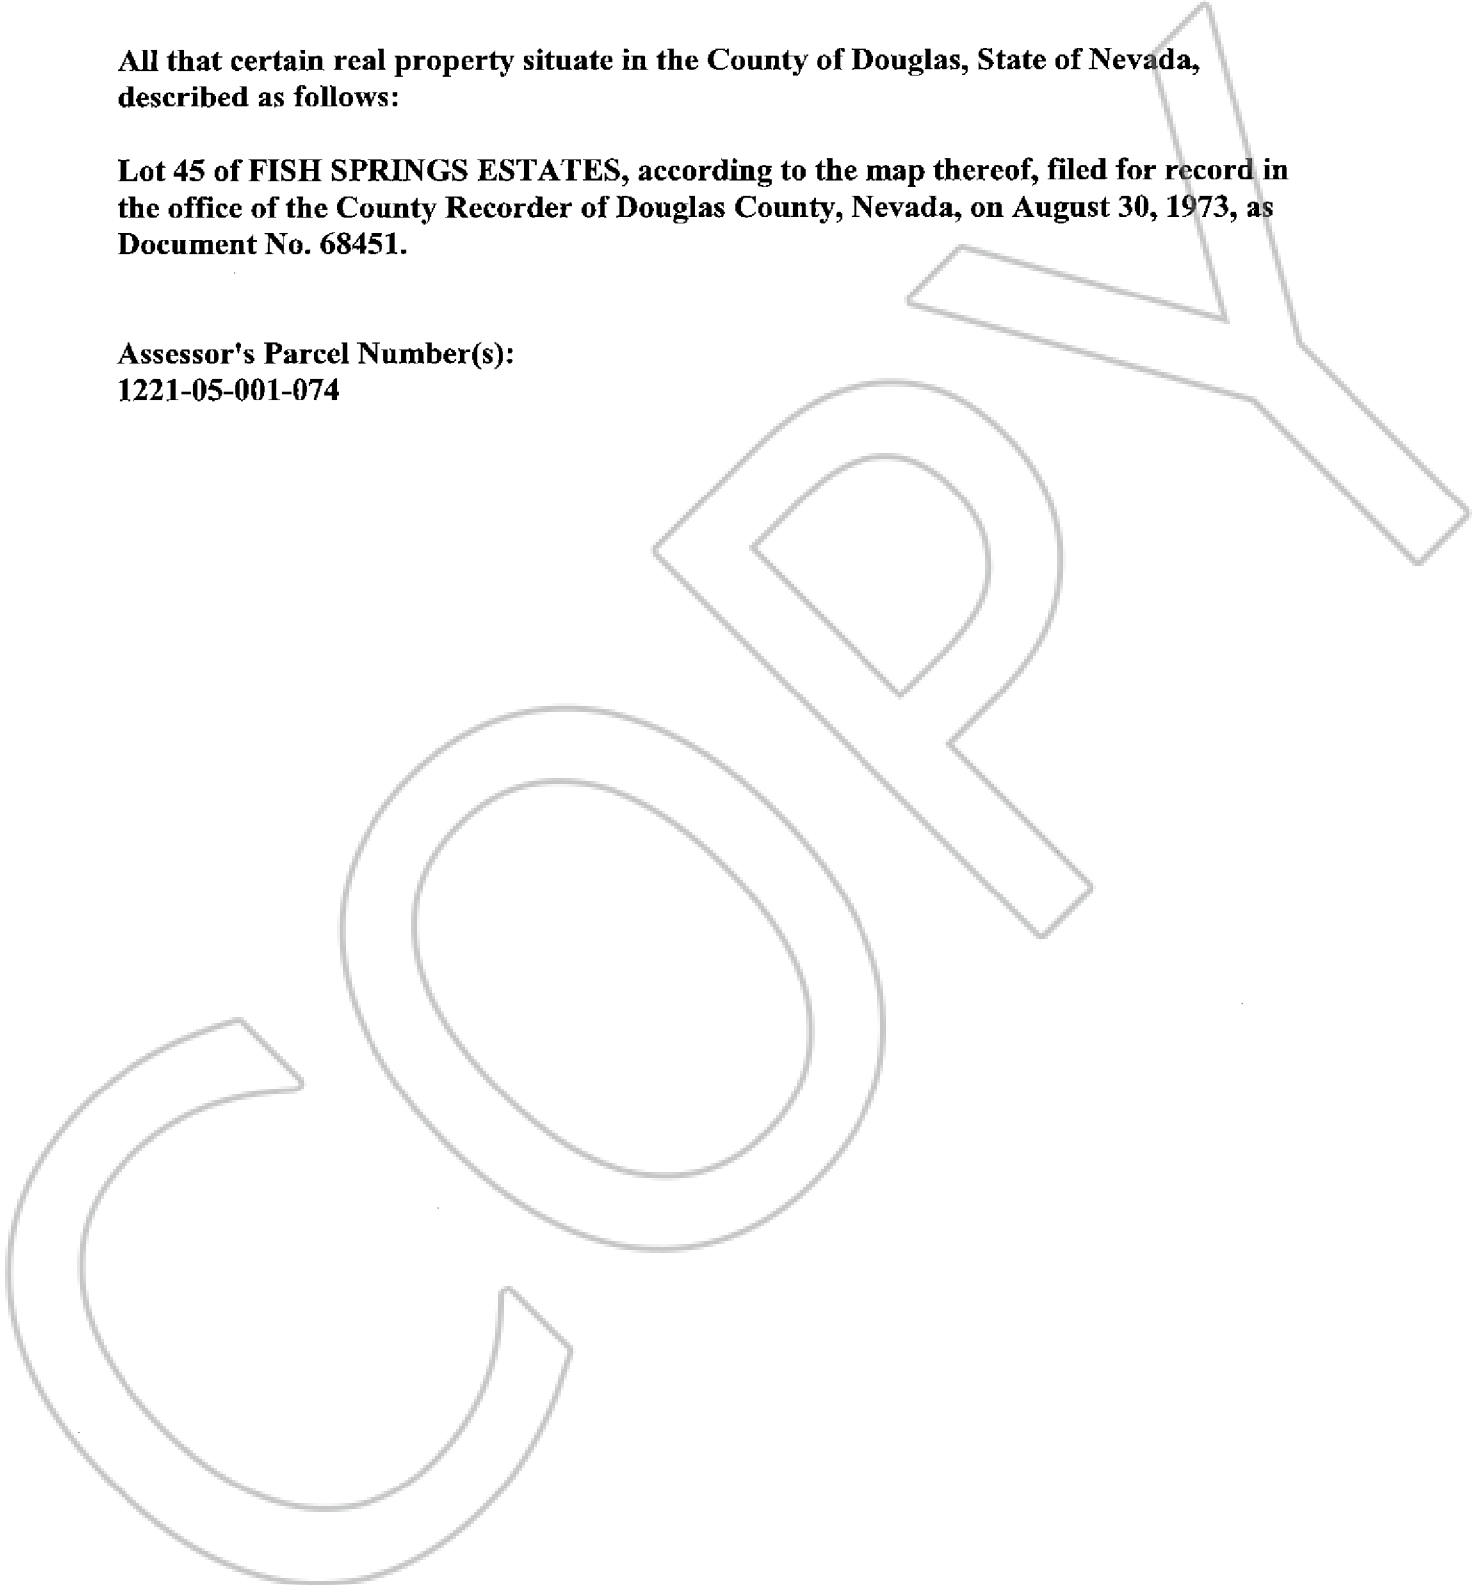 All that certain real property situate in the County of Douglas, State of Nevada,
described as follows:
Lot 45 of FISH SPRINGS ESTATES, according to the map thereof, filed for record in
the office of the County Recorder of Douglas County, Nevada, on August 30, 1973, as
Document No. 68451.
Assessor's Parcel Number(s):
1221-05-001-074
COPY